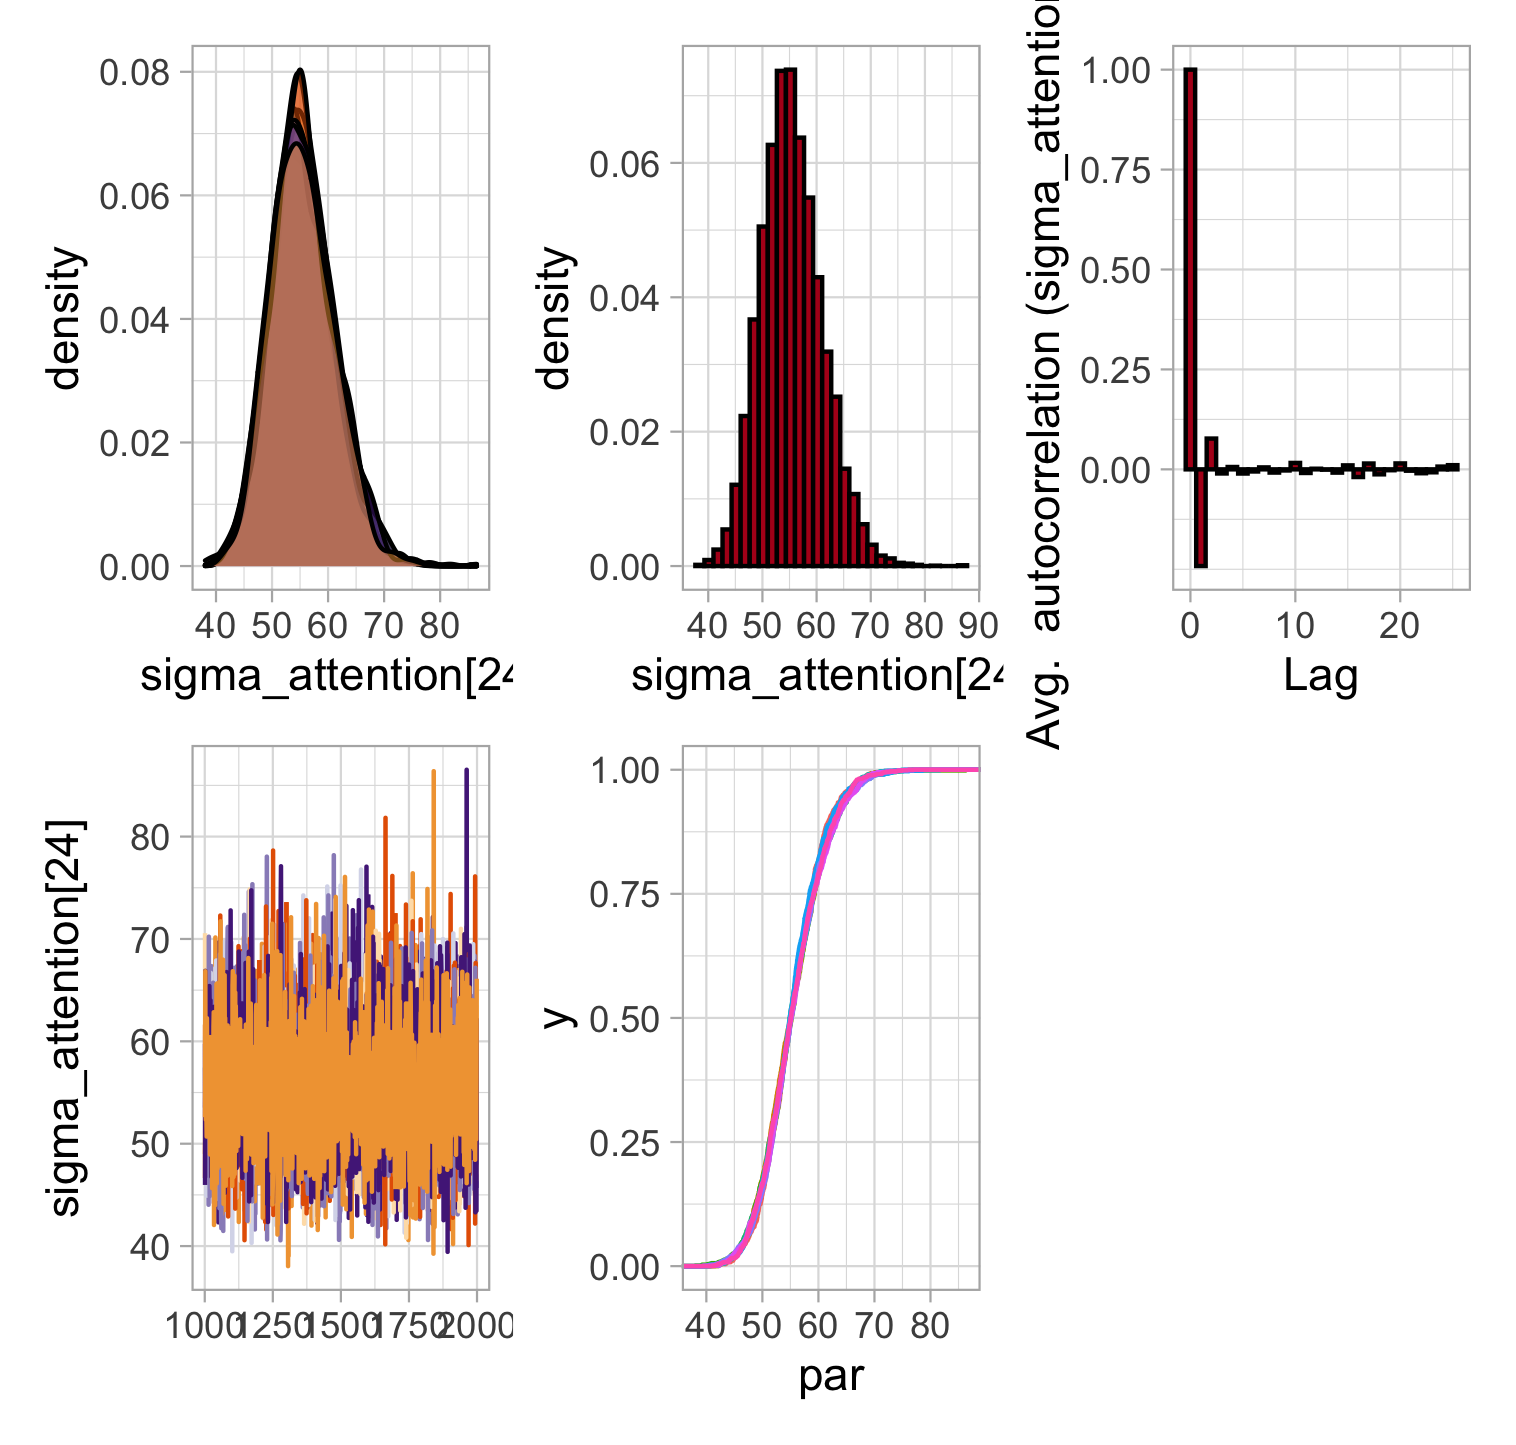 density
0.08
0.06
0.04
0.02
0.00
40 50 60 70 80
sigma_attention[24
density
0.06
0.04
0.02
0.00
40 50 60 70 80 90
sigma_attention[24
Avg. autocorrelation (sigma_attention
1.00
0.75
0.50
0.25
0.00
0 10 20
Lag
sigma_attention[24]
80
70
60
50
40
1000 1250 1500 1750 2000
y
1.00
0.75
0.50
0.25
0.00
40 50 60 70 80
par